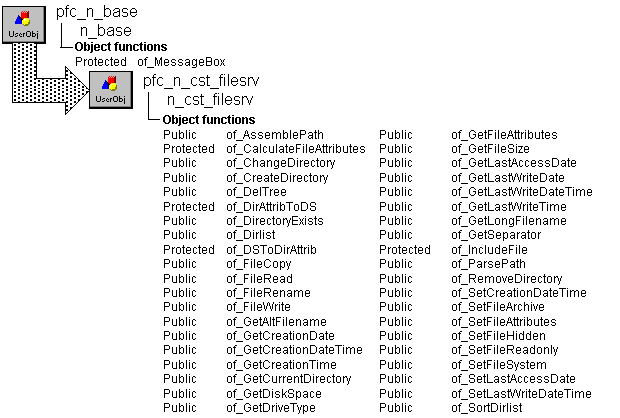 pfc_n_base
n_base
UserObj
Object functions
Protected of_MessageBox
pfc_n_cst_filesrv
n_cst_filesrv
UserObj
Object functions
Public of_AssemblePath Public of_GetFileAttributes
Protected of_CalculateFileAttributes Public of_GetFileSize
Public of_ChangeDirectory Public of_GetLastAccessDate
Public of_CreateDirectory Public of_GetLastWriteDate
Public of_DelTree Public of_GetLastWriteDateTime
Protected of_DirAttribToDS Public of_GetLastWriteTime
Public of_DirectoryExists Public of_GetLongFilename
Public of_Dirlist Public of_GetSeparator
Protected of_DSToDirAttrib Protected of_IncludeFile
Public of_FileCopy Public of_ParsePath
Public of_FileRead Public of_RemoveDirectory
Public of_FileRename Public of_SetCreationDateTime
Public of_FileWrite Public of_SetFileArchive
Public of_GetAltFilename Public of_SetFileAttributes
Public of_GetCreationDate Public of_SetFileHidden
Public of_GetCreationDateTime Public of_SetFileReadonly
Public of_GetCreationTime Public of_SetFileSystem
Public of_GetCurrentDirectory Public of_SetLastAccessDate
Public of_GetDiskSpace Public of_SetLastWriteDateTime
Public of_GetDriveType Public of_SortDirlist